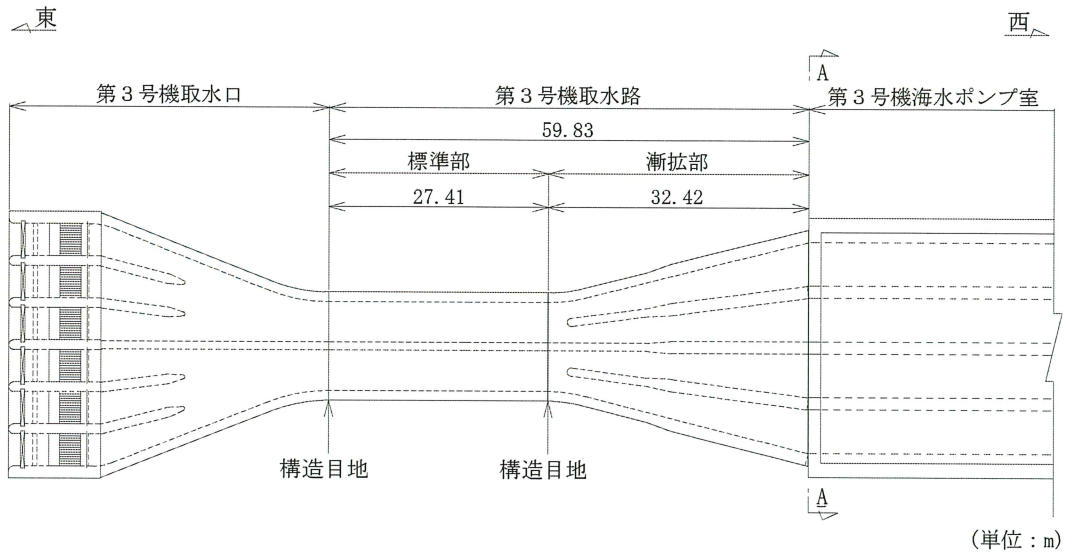 東
西
A
第3号機取水口
第3号機取水路
第3号機海水ポンプ室
59.83
標準部
漸拡部
27.41
32.42
構造目地
構造目地
A
(単位：m)